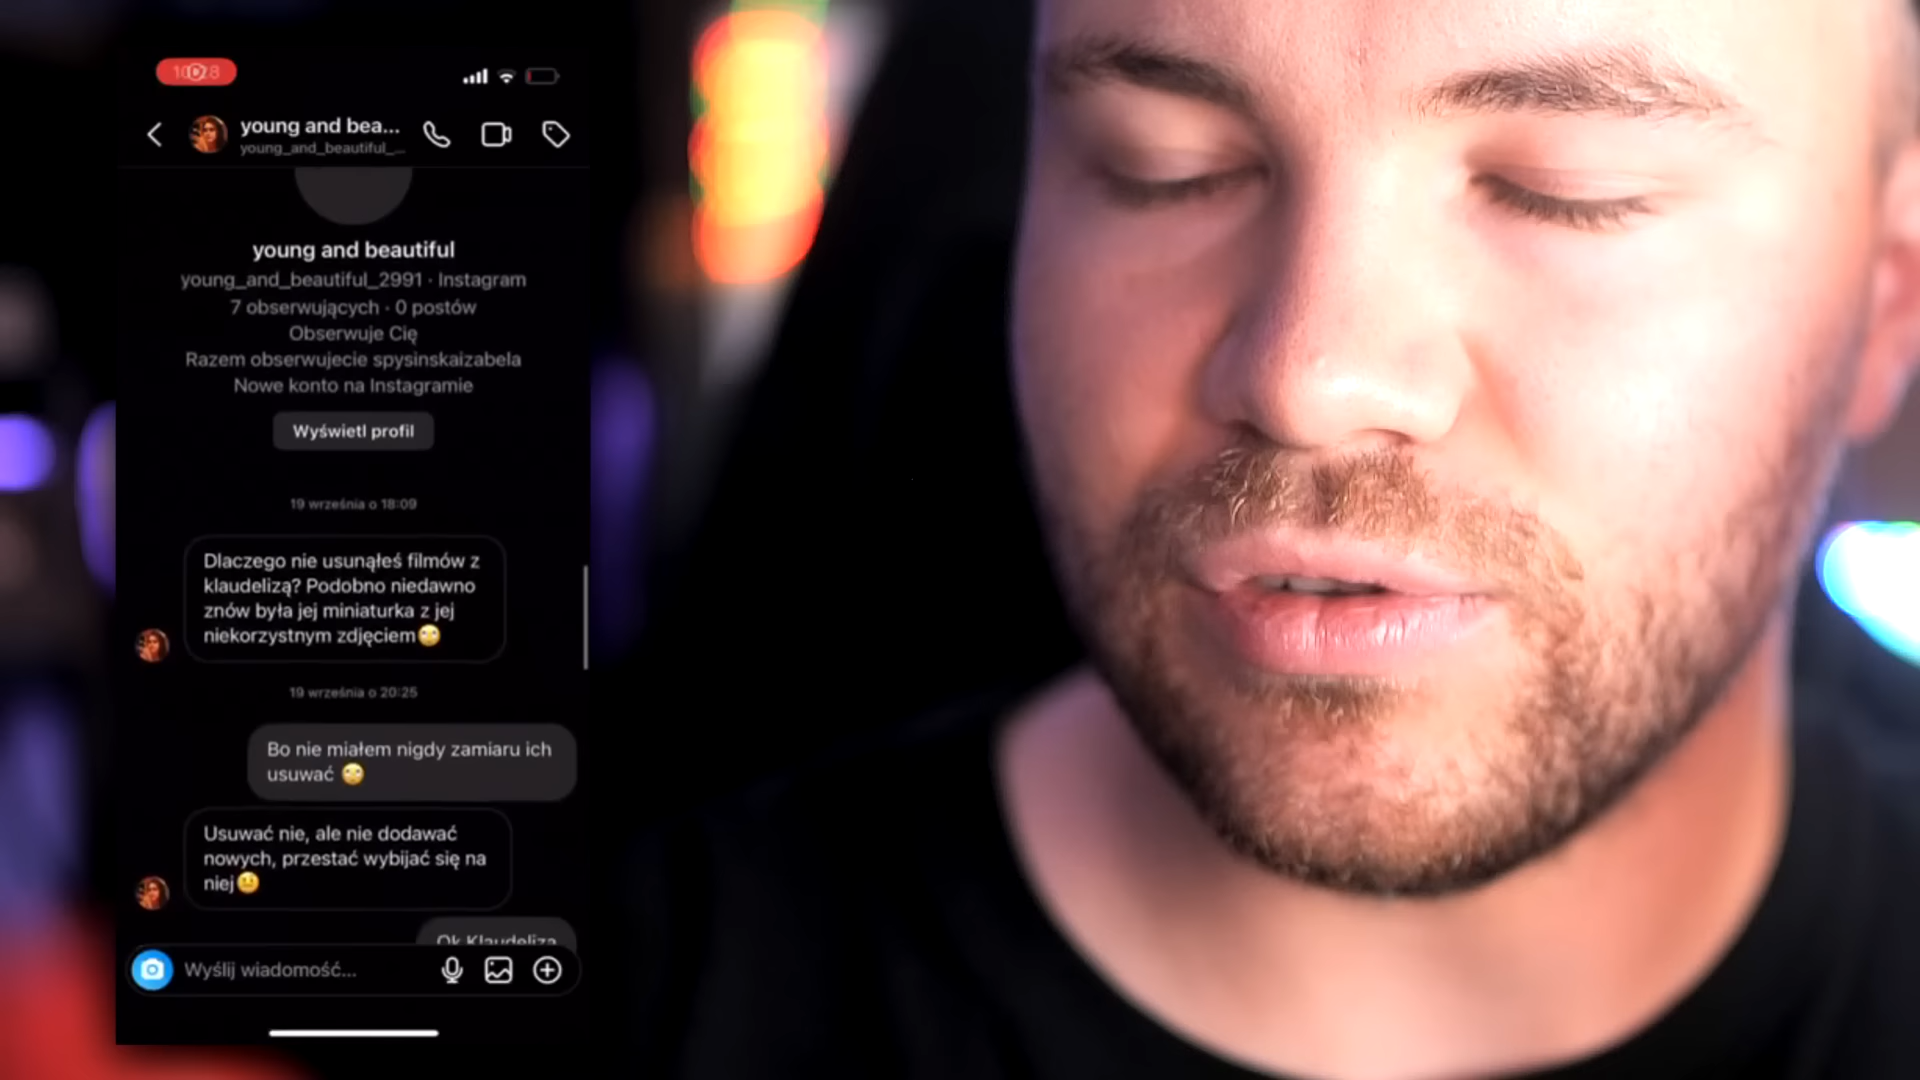 young and bea...
young_and_beautiful_...
young and beautiful
young_and_beautiful_2991 · Instagram
7 obserwujących · 0 postów
Obserwuje Cię
Razem obserwujecie spysinskaizabela
Nowe konto na Instagramie
Wyświetl profil
19 września o 18:09
Dlaczego nie usunąłeś filmów z
klaudelizą? Podobno niedawno
znów była jej miniaturka z jej
niekorzystnym zdjęciem🙄
19 września o 20:25
Bo nie miałem nigdy zamiaru ich
usuwać 🙄
Usuwać nie, ale nie dodawać
nowych, przestać wybijać się na
niej😐
Ok Klaudeliza
Wyślij wiadomość...